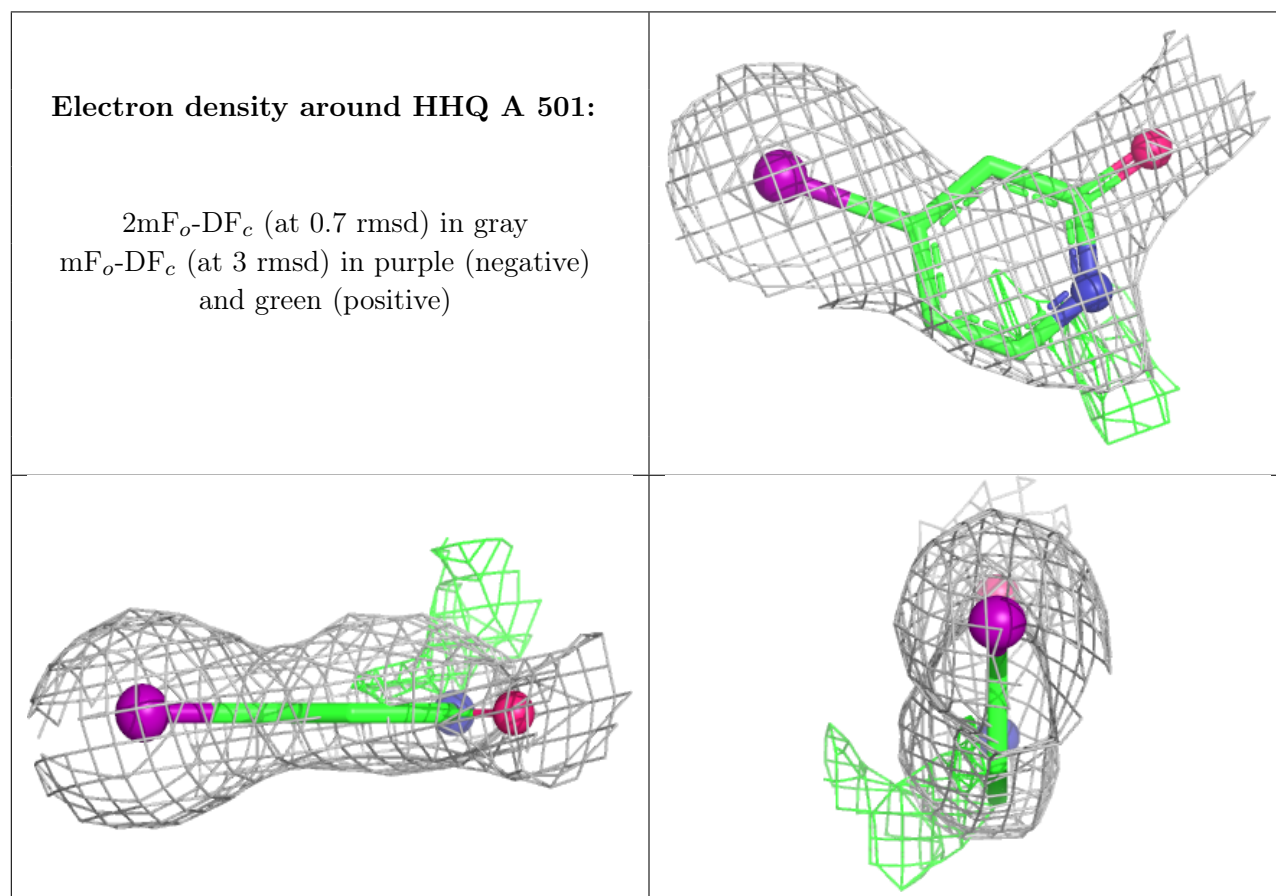 Electron density around HHQ A 501:
2mFo-DFc (at 0.7 rmsd) in gray
mFo-DFc (at 3 rmsd) in purple (negative)
and green (positive)